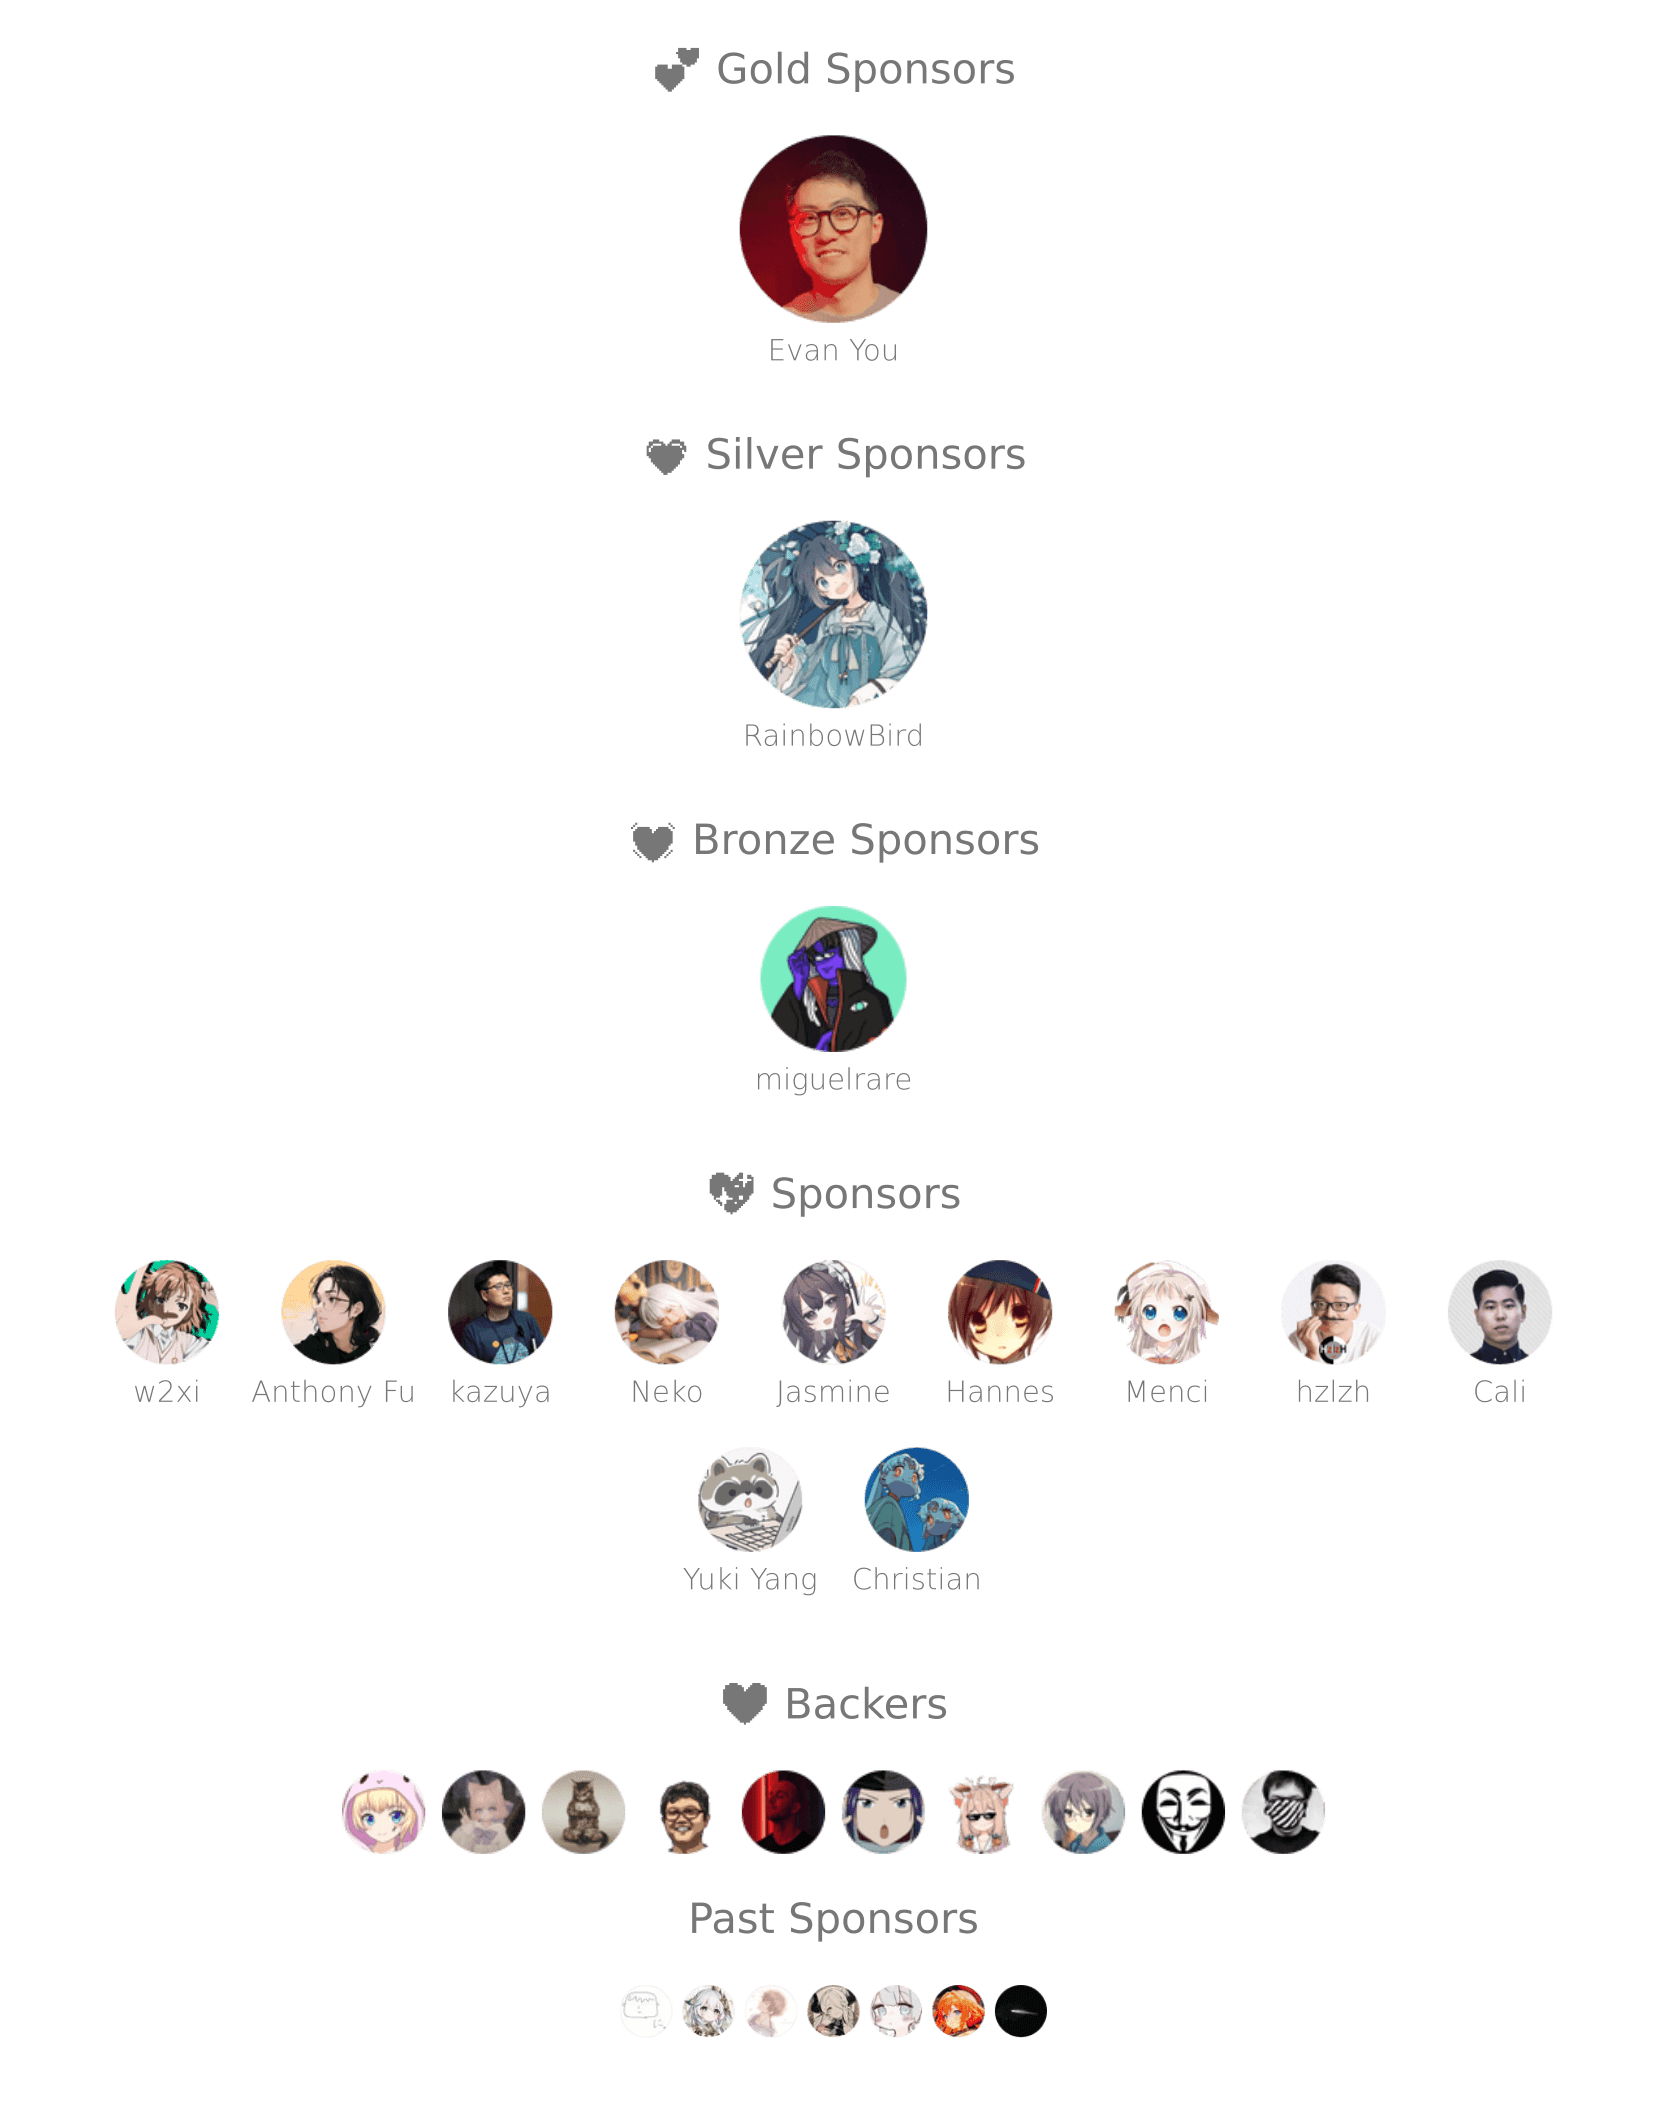 Gold Sponsors
Evan You
Silver Sponsors
RainbowBird
Bronze Sponsors
miguelrare
Sponsors
w2xi Anthony Fu kazuya Neko Jasmine Hannes Menci hzlzh Cali
Yuki Yang Christian
Backers
Past Sponsors